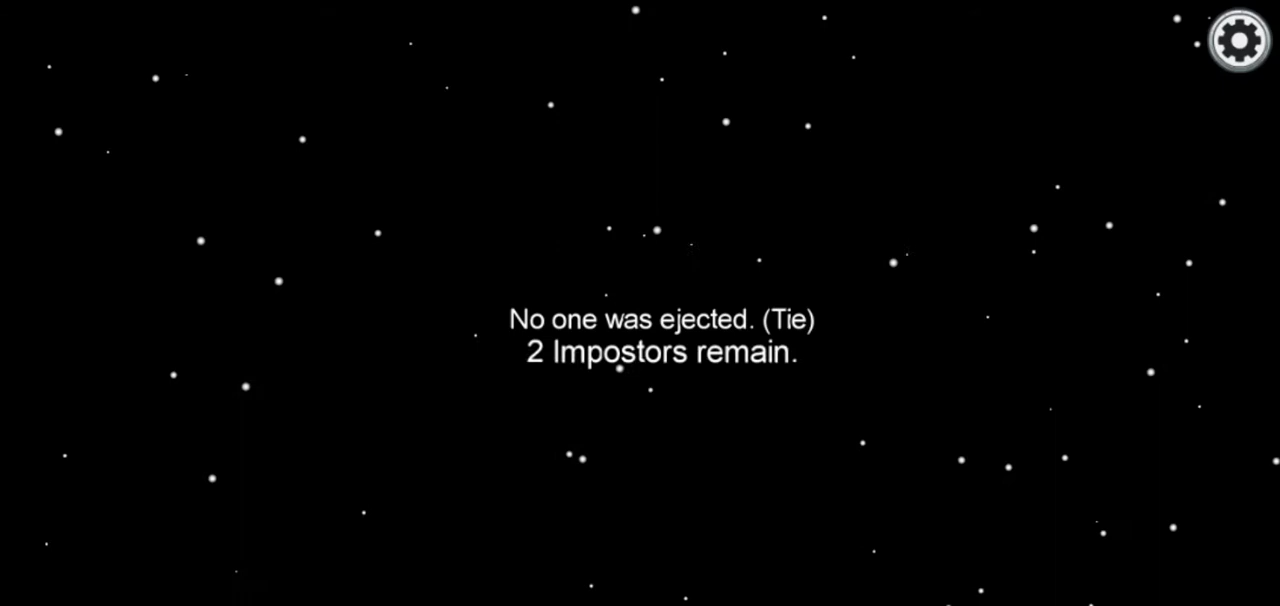 No one was ejected. (Tie)
2 Impostors remain.